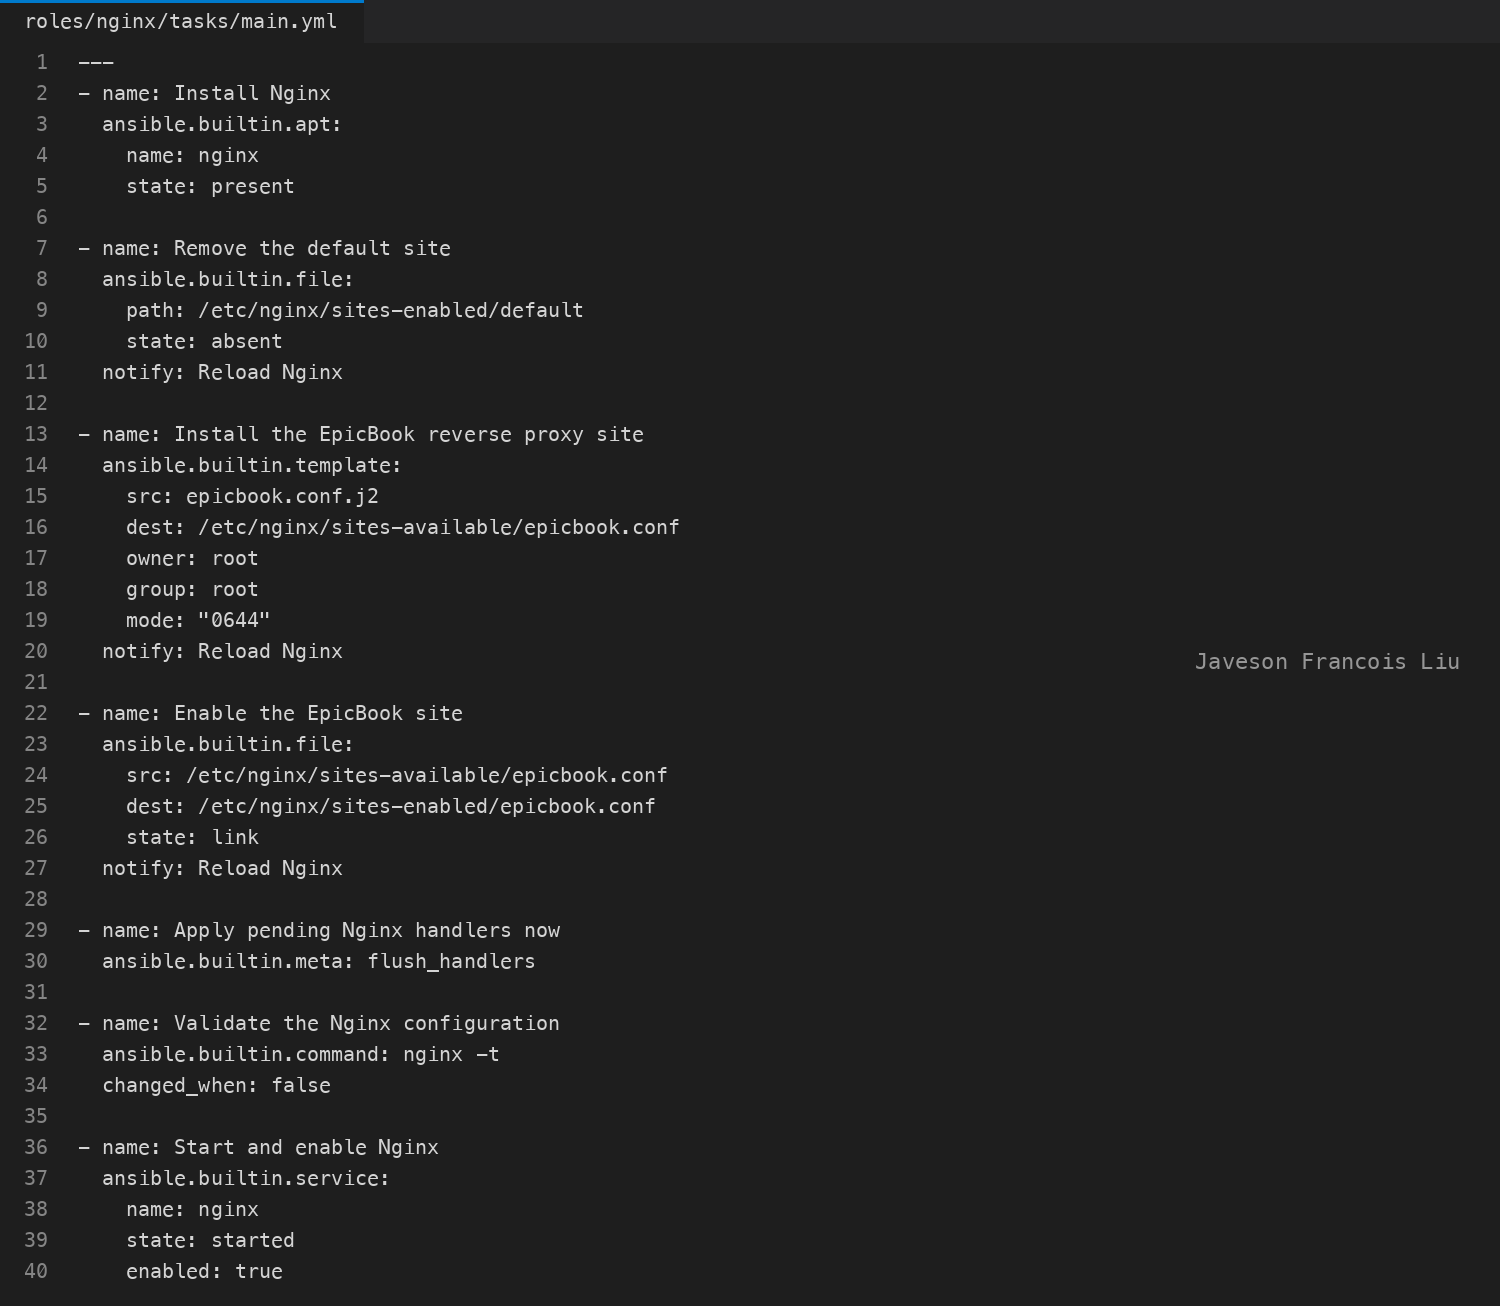 roles/nginx/tasks/main.yml
1 ---
2 - name: Install Nginx
3   ansible.builtin.apt:
4     name: nginx
5     state: present
6
7 - name: Remove the default site
8   ansible.builtin.file:
9     path: /etc/nginx/sites-enabled/default
10     state: absent
11   notify: Reload Nginx
12
13 - name: Install the EpicBook reverse proxy site
14   ansible.builtin.template:
15     src: epicbook.conf.j2
16     dest: /etc/nginx/sites-available/epicbook.conf
17     owner: root
18     group: root
19     mode: "0644"
20   notify: Reload Nginx
Javeson Francois Liu
21
22 - name: Enable the EpicBook site
23   ansible.builtin.file:
24     src: /etc/nginx/sites-available/epicbook.conf
25     dest: /etc/nginx/sites-enabled/epicbook.conf
26     state: link
27   notify: Reload Nginx
28
29 - name: Apply pending Nginx handlers now
30   ansible.builtin.meta: flush_handlers
31
32 - name: Validate the Nginx configuration
33   ansible.builtin.command: nginx -t
34   changed_when: false
35
36 - name: Start and enable Nginx
37   ansible.builtin.service:
38     name: nginx
39     state: started
40     enabled: true